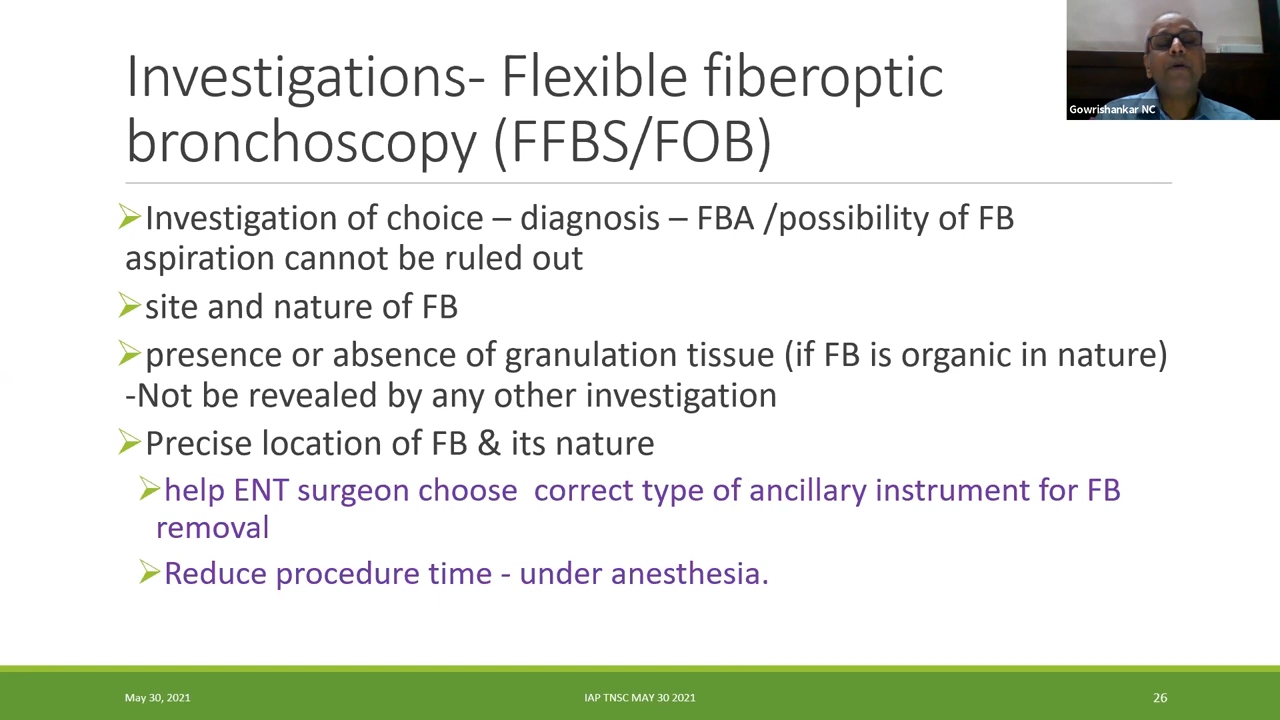 Investigations- Flexible fiberoptic
bronchoscopy (FFBS/FOB)
Gowrishankar NC
Investigation of choice – diagnosis – FBA /possibility of FB
aspiration cannot be ruled out
site and nature of FB
presence or absence of granulation tissue (if FB is organic in nature)
-Not be revealed by any other investigation
Precise location of FB & its nature
help ENT surgeon choose  correct type of ancillary instrument for FB
removal
Reduce procedure time - under anesthesia.
May 30, 2021
IAP TNSC MAY 30 2021
26